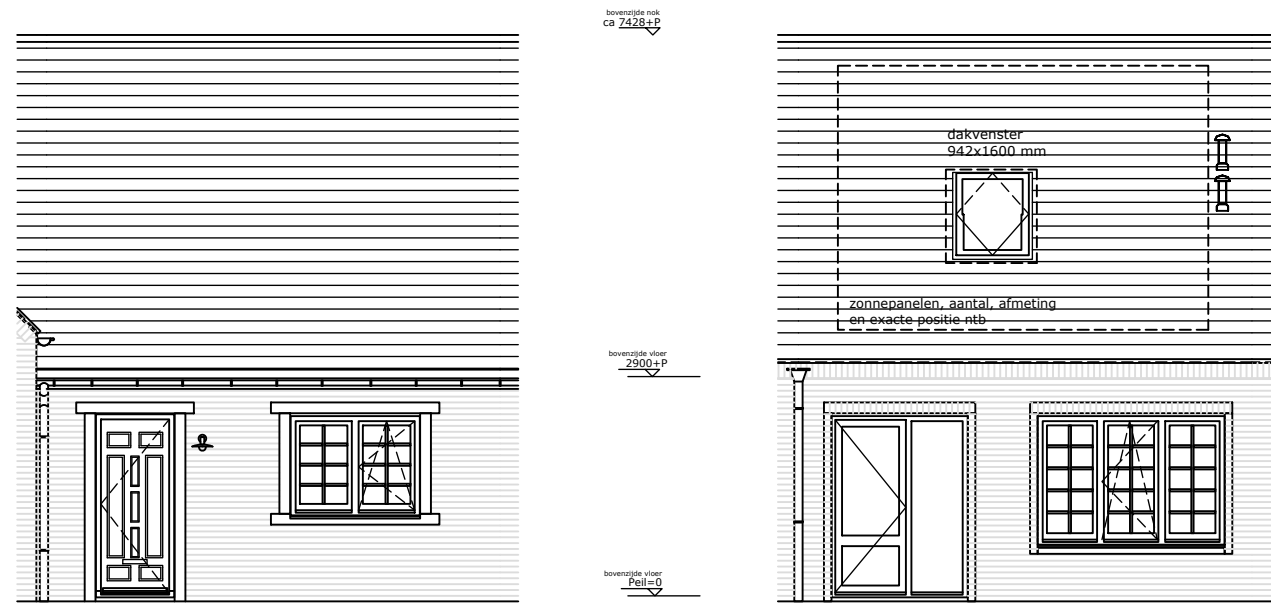 bovenzijde nok
ca 7428+P
dakvenster
942x1600 mm
zonnepanelen, aantal, afmeting
en exacte positie ntb
bovenzijde vloer
2900+P
bovenzijde vloer
Peil=0